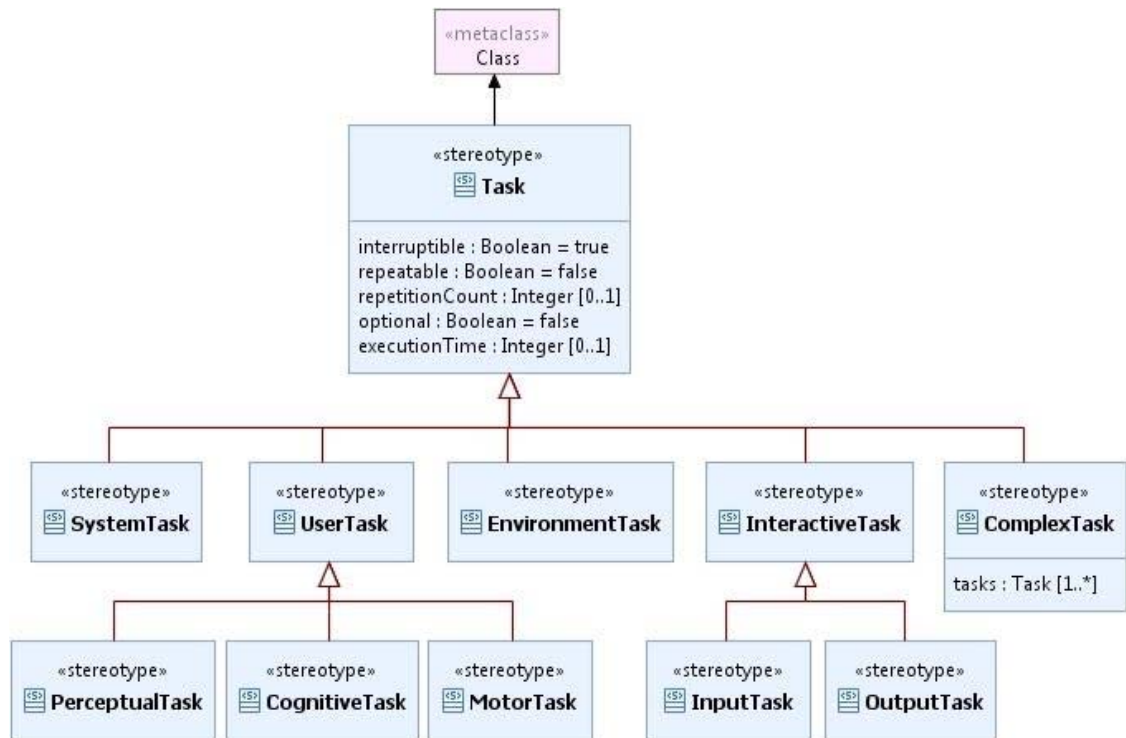 «metaclass»
Class
«stereotype»
Task
interruptible : Boolean = true
repeatable : Boolean = false
repetitionCount : Integer [0..1]
optional : Boolean = false
executionTime : Integer [0..1]
«stereotype»
SystemTask
«stereotype»
UserTask
«stereotype»
EnvironmentTask
«stereotype»
InteractiveTask
«stereotype»
ComplexTask
tasks : Task [1..*]
«stereotype»
PerceptualTask
«stereotype»
CognitiveTask
«stereotype»
MotorTask
«stereotype»
InputTask
«stereotype»
OutputTask